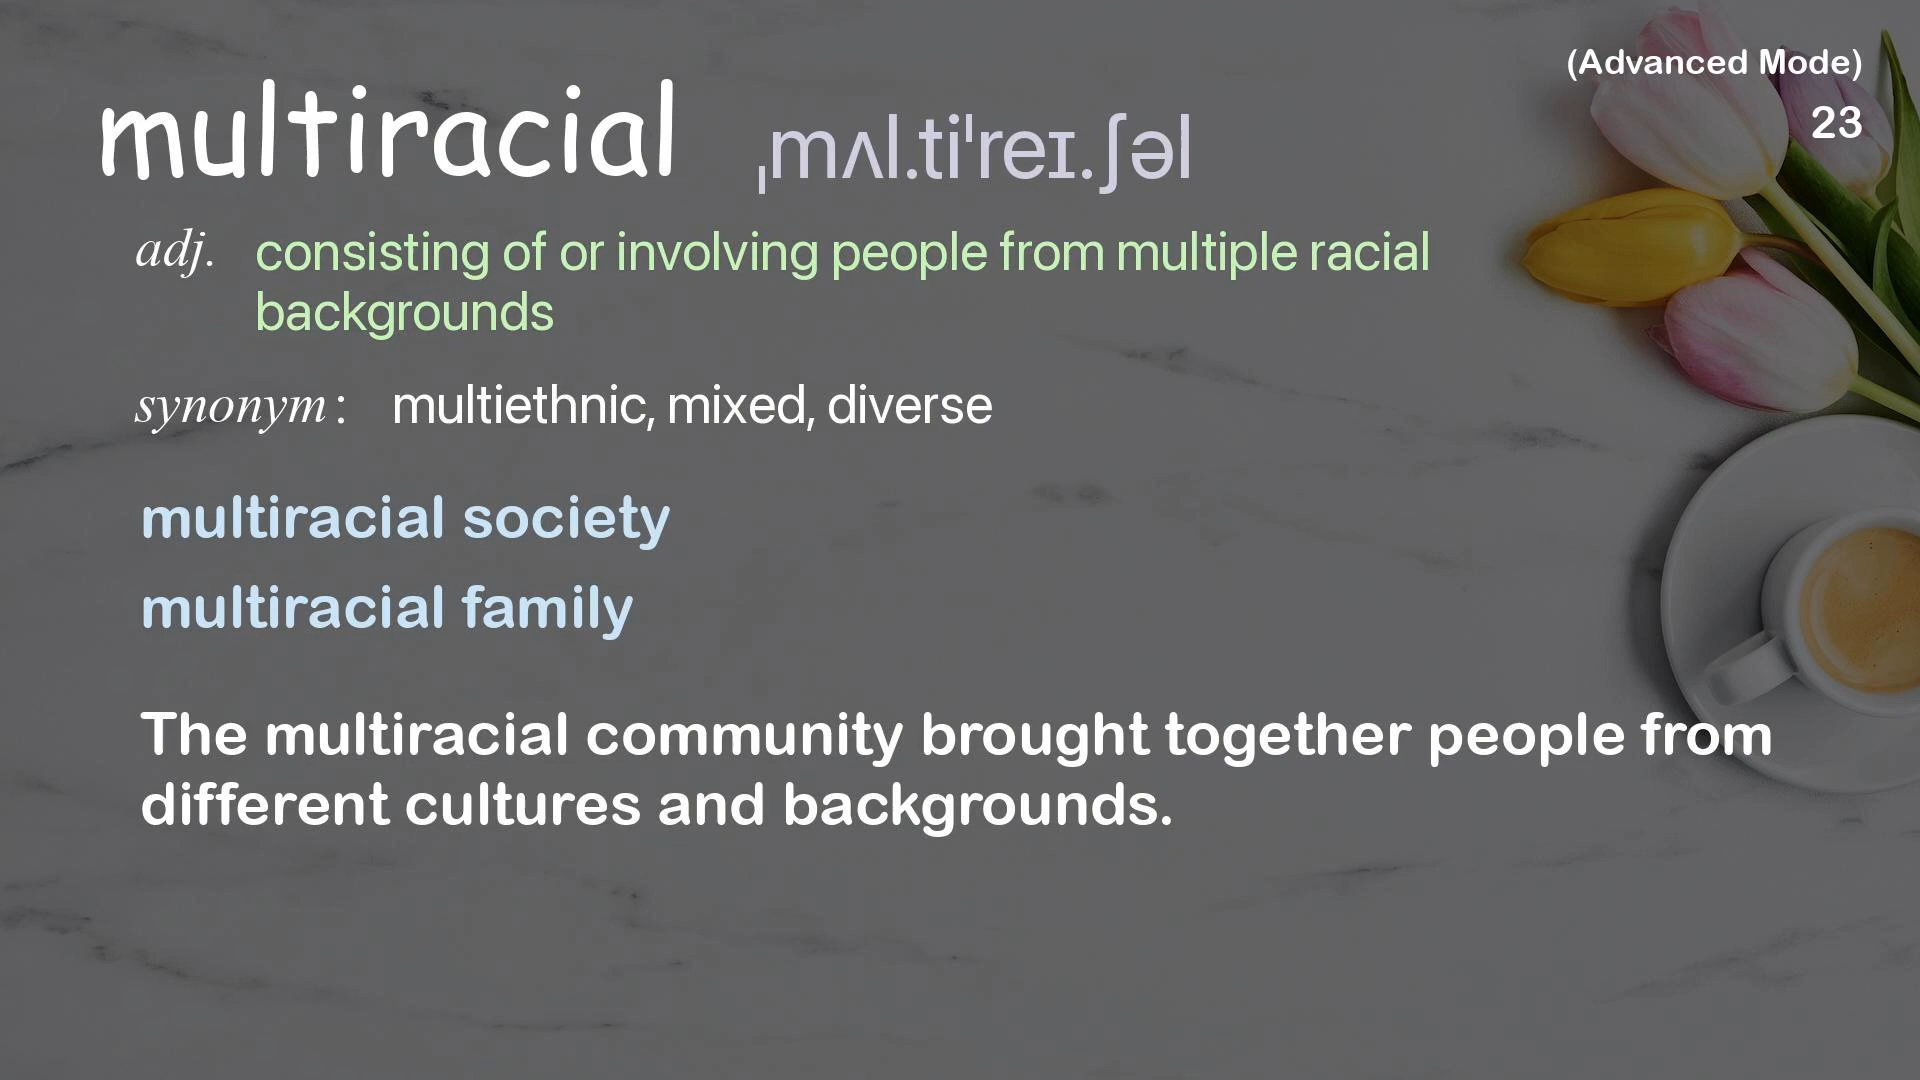 (Advanced Mode)
23
multiracial ˌmʌl.tiˈreɪ.ʃəl
adj. consisting of or involving people from multiple racial
backgrounds
synonym: multiethnic, mixed, diverse
multiracial society
multiracial family
The multiracial community brought together people from
different cultures and backgrounds.